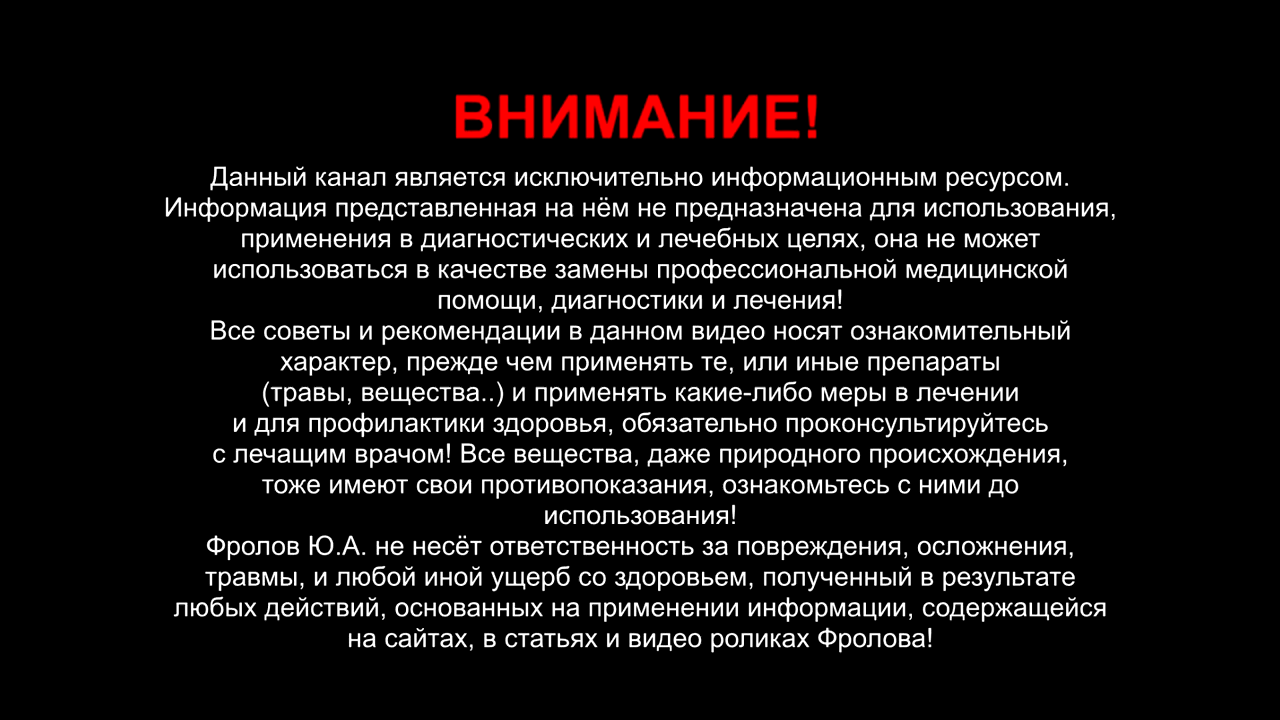 ВНИМАНИЕ!
Данный канал является исключительно информационным ресурсом.
Информация представленная на нём не предназначена для использования,
применения в диагностических и лечебных целях, она не может
использоваться в качестве замены профессиональной медицинской
помощи, диагностики и лечения!
Все советы и рекомендации в данном видео носят ознакомительный
характер, прежде чем применять те, или иные препараты
(травы, вещества..) и применять какие-либо меры в лечении
и для профилактики здоровья, обязательно проконсультируйтесь
с лечащим врачом! Все вещества, даже природного происхождения,
тоже имеют свои противопоказания, ознакомьтесь с ними до
использования!
Фролов Ю.А. не несёт ответственность за повреждения, осложнения,
травмы, и любой иной ущерб со здоровьем, полученный в результате
любых действий, основанных на применении информации, содержащейся
на сайтах, в статьях и видео роликах Фролова!